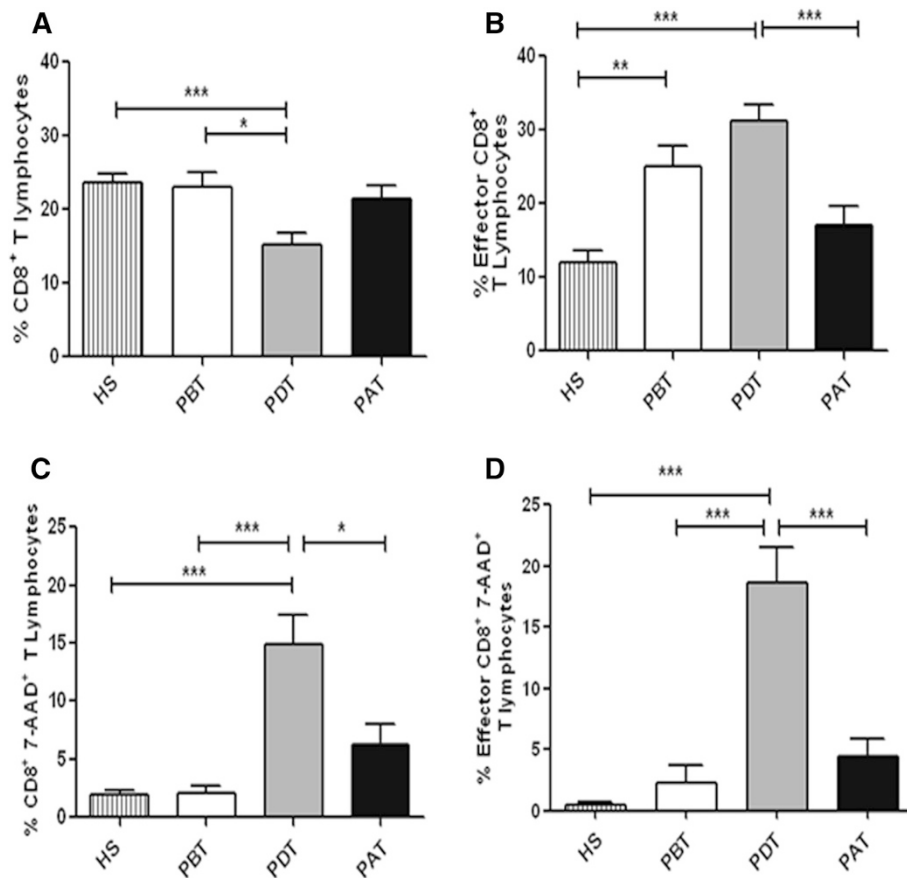 A
% CD8⁺ T lymphocytes
40
30
20
10
0
***
*
HS
PBT
PDT
PAT
B
% Effector CD8⁺
T Lymphocytes
40
30
20
10
0
***
***
**
HS
PBT
PDT
PAT
C
% CD8⁺ 7-AAD⁺ T Lymphocytes
25
20
15
10
5
0
***
*
***
HS
PBT
PDT
PAT
D
% Effector CD8⁺ 7-AAD⁺
T lymphocytes
25
20
15
10
5
0
***
***
***
HS
PBT
PDT
PAT